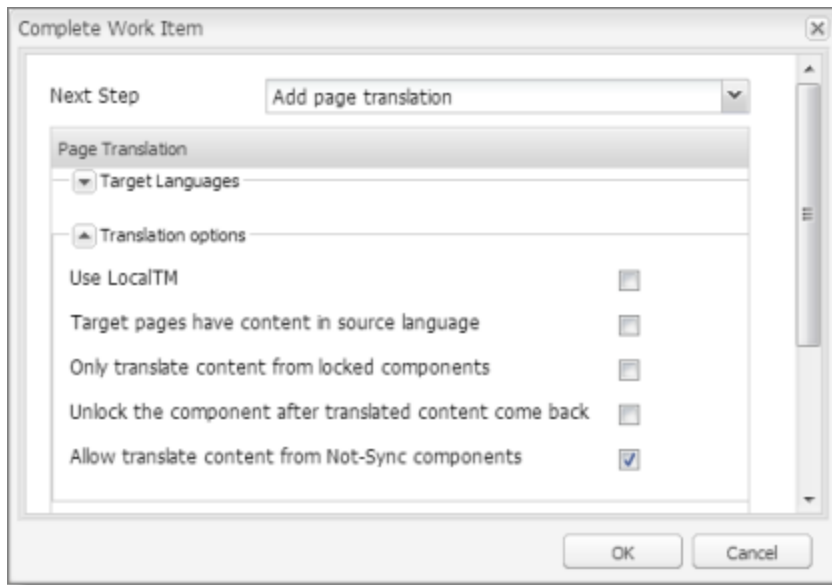 Complete Work Item
Next Step Add page translation
Page Translation
Target Languages
Translation options
Use LocalTM
Target pages have content in source language
Only translate content from locked components
Unlock the component after translated content come back
Allow translate content from Not-Sync components
OK Cancel